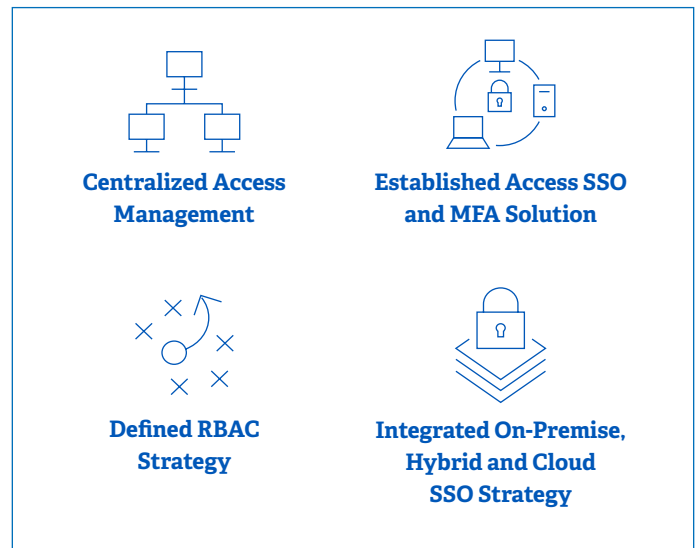 Centralized Access
Management
Established Access SSO
and MFA Solution
Defined RBAC
Strategy
Integrated On-Premise,
Hybrid and Cloud
SSO Strategy